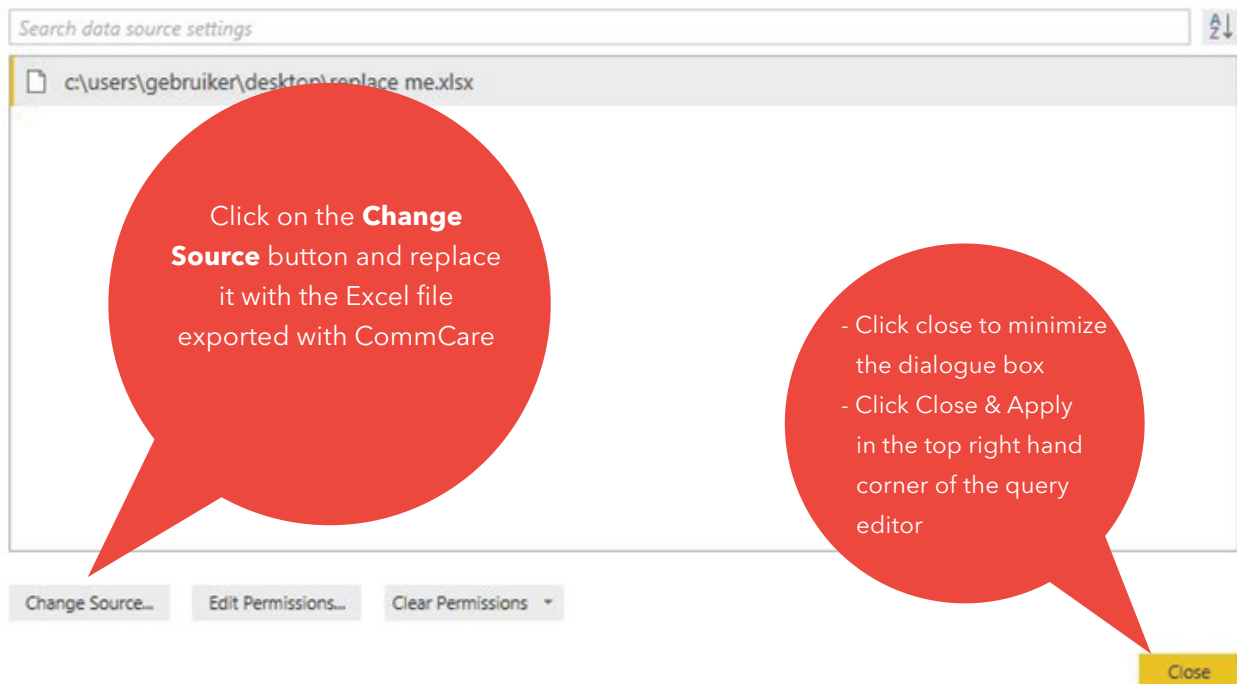 Search data source settings
A
Z
c:\users\gebruiker\desktop\replace me.xlsx
Click on the Change
Source button and replace
it with the Excel file
exported with CommCare
- Click close to minimize
the dialogue box
- Click Close & Apply
in the top right hand
corner of the query
editor
Change Source...
Edit Permissions...
Clear Permissions
Close